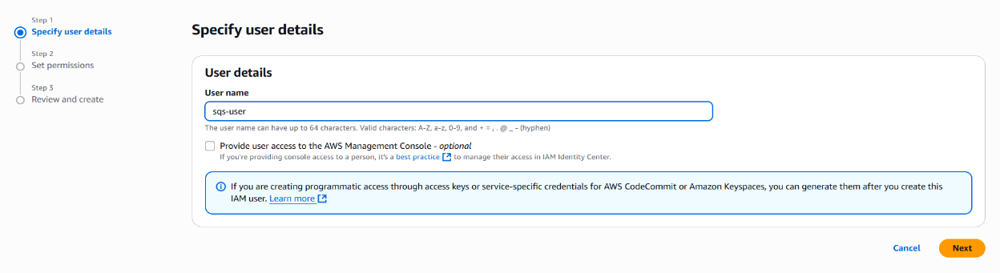 Step 1
Specify user details
Step 2
Set permissions
Step 3
Review and create
Specify user details
User details
User name
sqs-user
The user name can have up to 64 characters. Valid characters: A-Z, a-z, 0-9, and + = , . @ _ - (hyphen)
Provide user access to the AWS Management Console - optional
If you're providing console access to a person, it's a best practice to manage their access in IAM Identity Center.
If you are creating programmatic access through access keys or service-specific credentials for AWS CodeCommit or Amazon Keyspaces, you can generate them after you create this
IAM user. Learn more
Cancel
Next